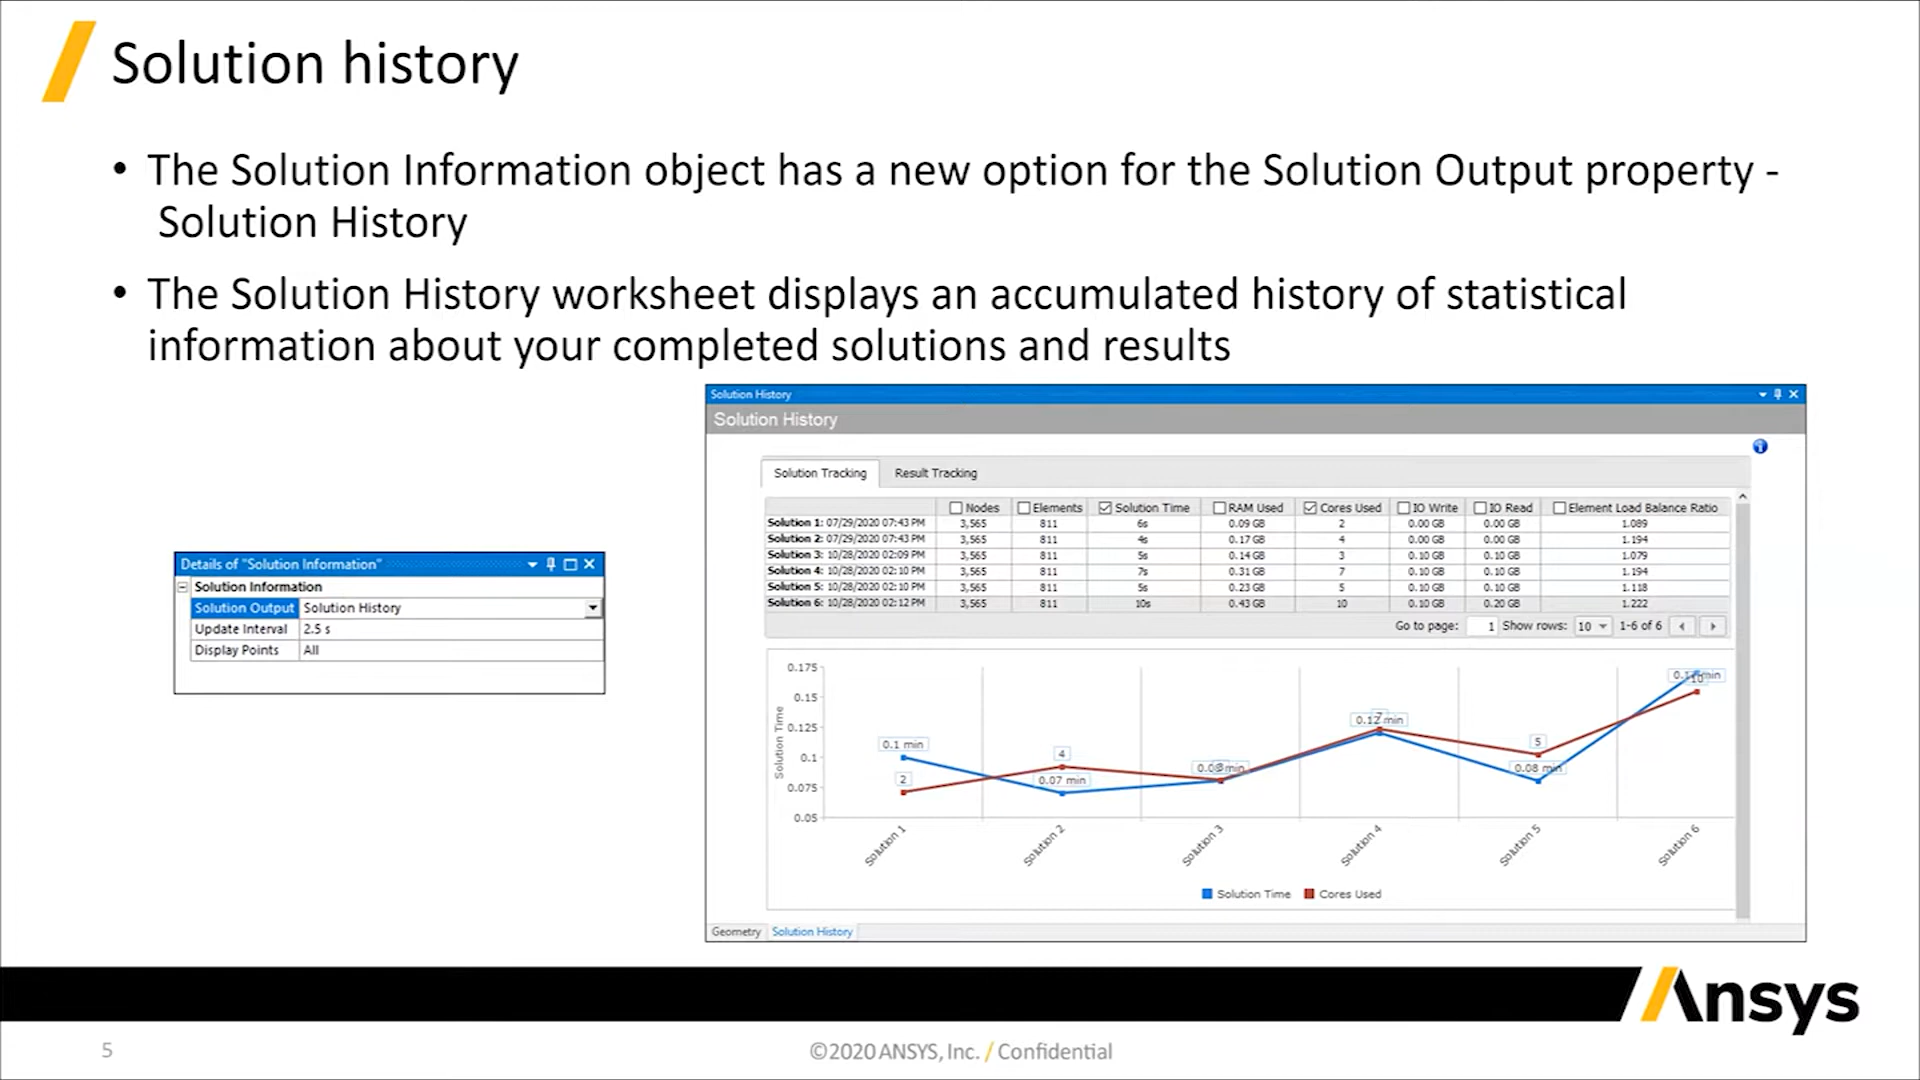 Solution history
• The Solution Information object has a new option for the Solution Output property -
Solution History
• The Solution History worksheet displays an accumulated history of statistical
information about your completed solutions and results
Details of "Solution Information"
Solution Information
Solution Output Solution History
Update Interval 2.5 s
Display Points All
Solution History
Solution History
Solution Tracking Result Tracking
Nodes Elements Solution Time RAM Used Cores Used IO Write IO Read Element Load Balance Ratio
Solution 1: 07/29/2020 07:43 PM 3,565 811 6s 0.09 GB 2 0.00 GB 0.00 GB 1.089
Solution 2: 07/29/2020 07:43 PM 3,565 811 4s 0.17 GB 4 0.00 GB 0.00 GB 1.194
Solution 3: 10/28/2020 02:09 PM 3,565 811 5s 0.14 GB 3 0.10 GB 0.10 GB 1.079
Solution 4: 10/28/2020 02:10 PM 3,565 811 7s 0.31 GB 7 0.10 GB 0.10 GB 1.194
Solution 5: 10/28/2020 02:10 PM 3,565 811 5s 0.23 GB 5 0.10 GB 0.10 GB 1.118
Solution 6: 10/28/2020 02:12 PM 3,565 811 10s 0.43 GB 10 0.10 GB 0.20 GB 1.222
Go to page: 1 Show rows: 10 1-6 of 6
Solution Time
0.175
0.15
0.125
0.1
0.075
0.05
0.1 min
2
4
0.07 min
0.12 min
7
5
0.08 min
10
Solution 1 Solution 2 Solution 3 Solution 4 Solution 5 Solution 6
Solution Time Cores Used
Geometry Solution History
Ansys
5
©2020 ANSYS, Inc. / Confidential